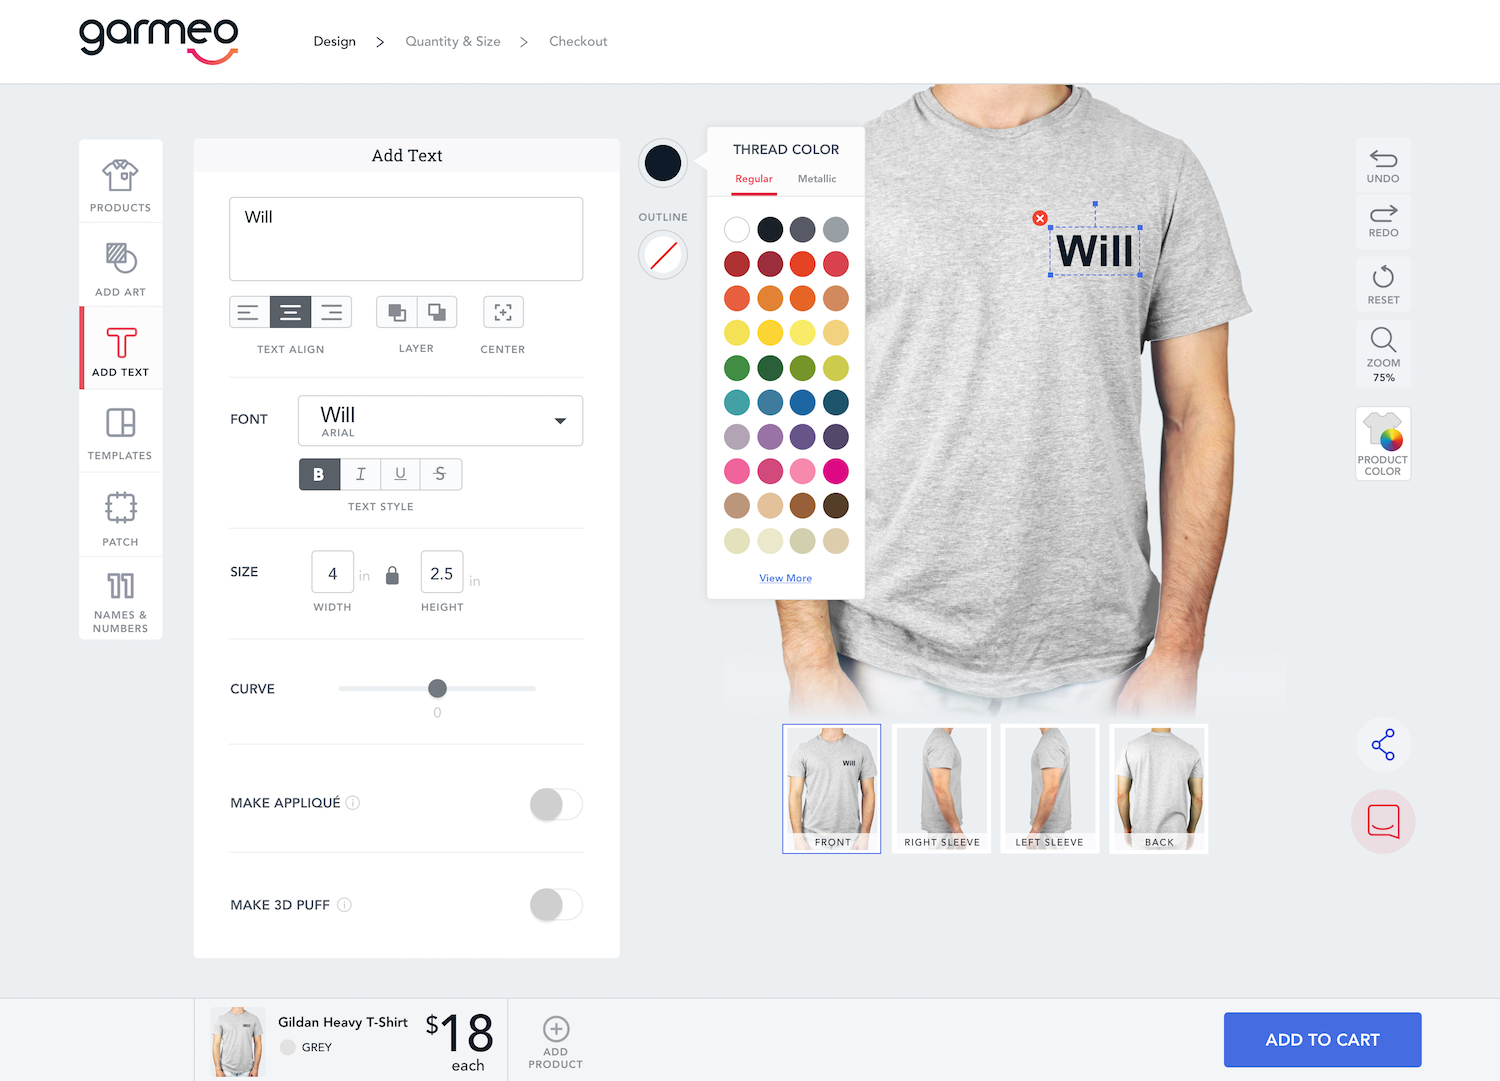 garmeo
Design > Quantity & Size > Checkout
PRODUCTS
ADD ART
ADD TEXT
TEMPLATES
PATCH
NAMES &
NUMBERS
Add Text
Will
TEXT ALIGN
LAYER
CENTER
FONT
Will
ARIAL
B I U S
TEXT STYLE
SIZE
4 in
2.5 in
WIDTH
HEIGHT
CURVE
0
MAKE APPLIQUÉ
MAKE 3D PUFF
OUTLINE
THREAD COLOR
Regular Metallic
View More
Will
UNDO
REDO
RESET
ZOOM
75%
PRODUCT
COLOR
Will
FRONT
RIGHT SLEEVE
LEFT SLEEVE
BACK
Gildan Heavy T-Shirt
GREY
$18
each
ADD
PRODUCT
ADD TO CART